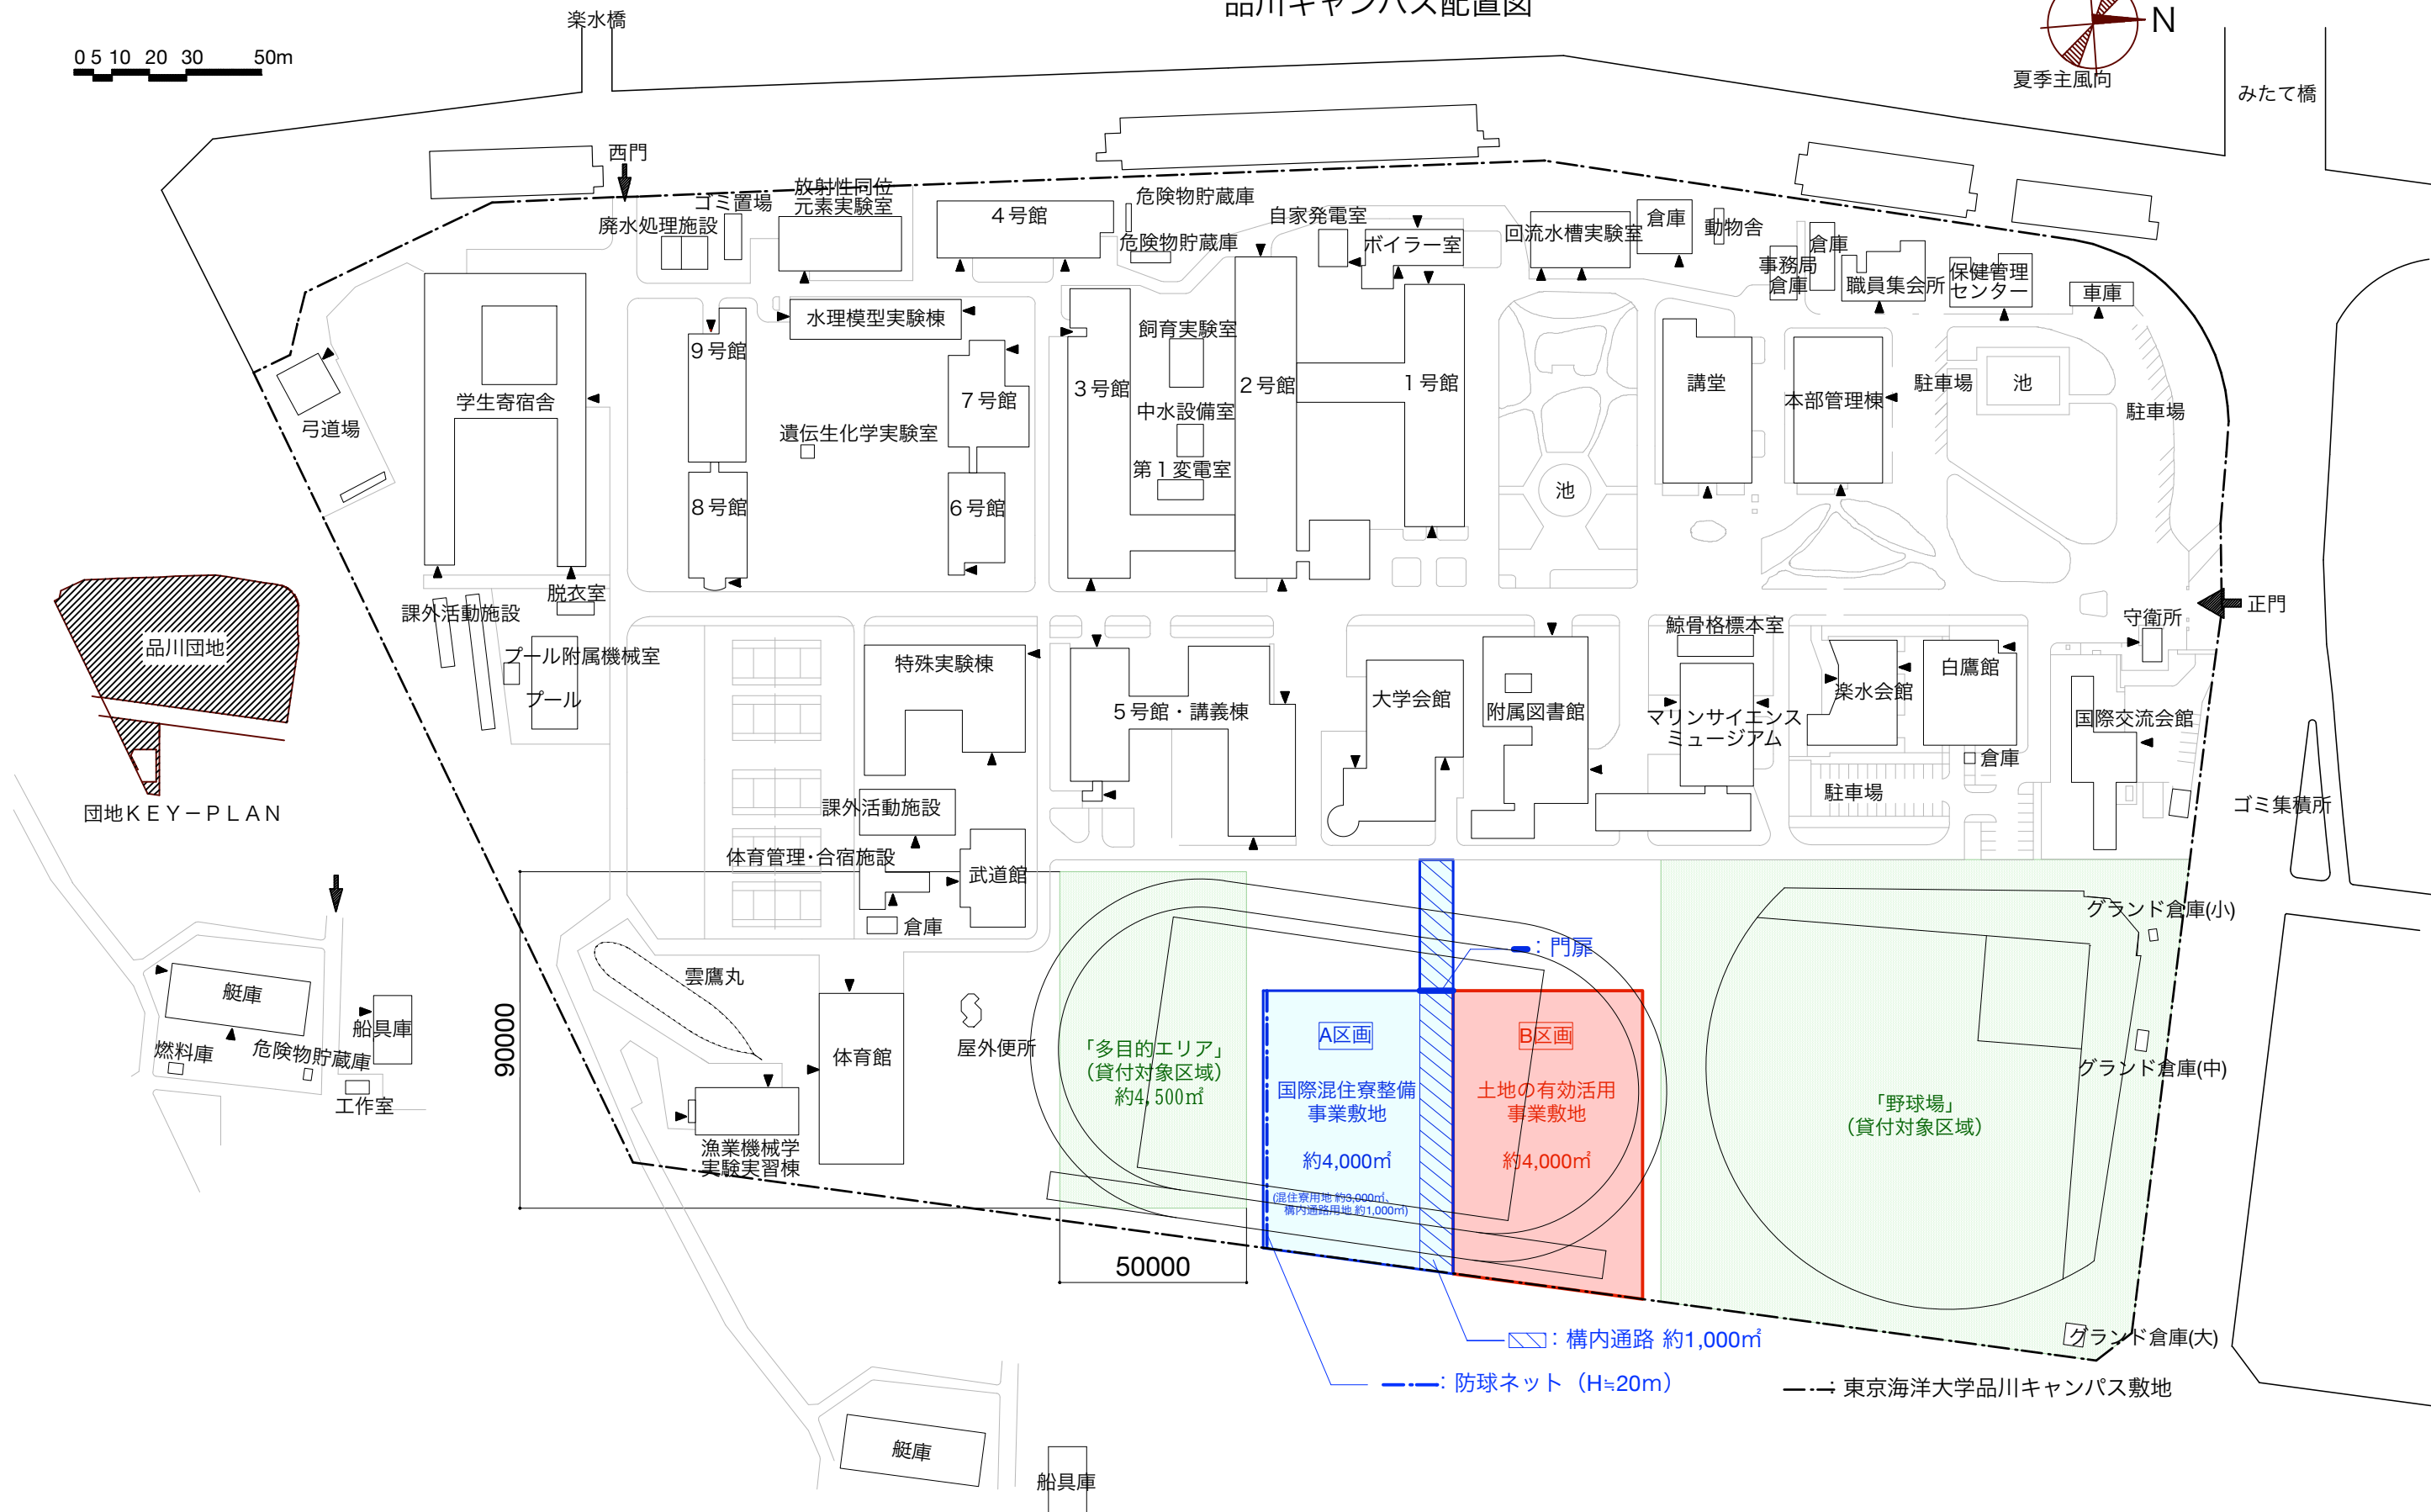 品川キャンパス配置図
楽水橋
0 5 10 20 30 50m
N
夏季主風向
みたて橋
西門
放射性同位
元素実験室
ゴミ置場
廃水処理施設
４号館
危険物貯蔵庫
危険物貯蔵庫
自家発電室
ボイラー室
回流水槽実験室
倉庫
動物舎
事務局
倉庫
倉庫
職員集会所
保健管理
センター
車庫
水理模型実験棟
９号館
飼育実験室
３号館
２号館
１号館
７号館
学生寄宿舎
弓道場
遺伝生化学実験室
中水設備室
第１変電室
講堂
本部管理棟
駐車場
池
駐車場
池
８号館
６号館
脱衣室
課外活動施設
プール附属機械室
プール
特殊実験棟
５号館・講義棟
大学会館
附属図書館
鯨骨格標本室
マリンサイエンス
ミュージアム
楽水会館
白鷹館
倉庫
守衛所
正門
国際交流会館
駐車場
ゴミ集積所
品川団地
団地ＫＥＹ－ＰＬＡＮ
課外活動施設
体育管理・合宿施設
武道館
倉庫
雲鷹丸
体育館
屋外便所
漁業機械学
実験実習棟
90000
50000
「多目的エリア」
（貸付対象区域）
約4,500㎡
：門扉
A区画
国際混住寮整備
事業敷地
約4,000㎡
(混住寮用地 約3,000㎡、
構内通路用地 約1,000㎡)
B区画
土地の有効活用
事業敷地
約4,000㎡
「野球場」
（貸付対象区域）
グランド倉庫(小)
グランド倉庫(中)
グランド倉庫(大)
艇庫
船具庫
燃料庫
危険物貯蔵庫
工作室
：構内通路 約1,000㎡
：防球ネット（H≒20m）
：東京海洋大学品川キャンパス敷地
艇庫
船具庫